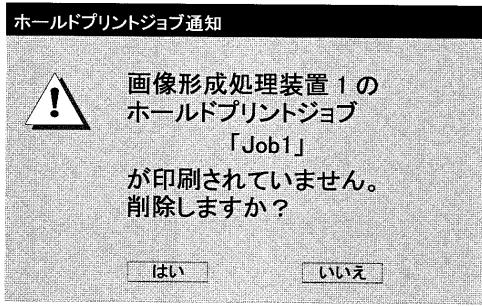 ホールドプリントジョブ通知
画像形成処理装置１の
ホールドプリントジョブ
「Job1」
が印刷されていません。
削除しますか？
はい
いいえ